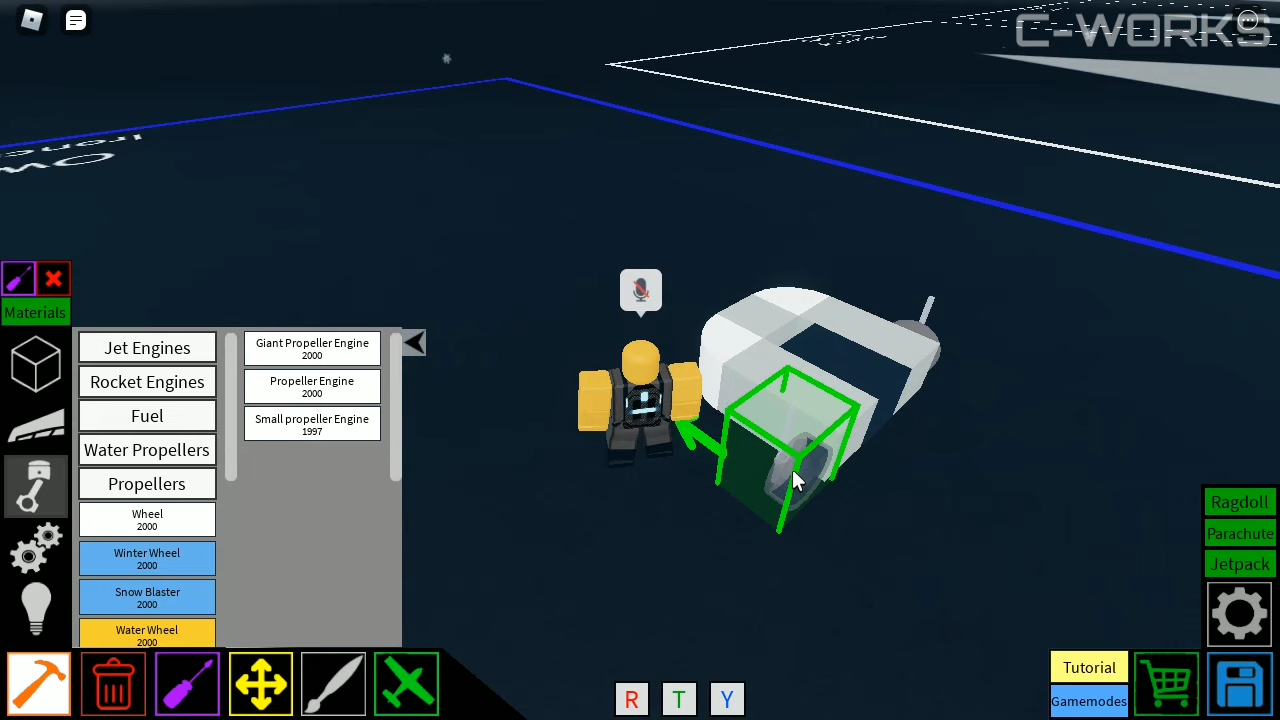 C-WORKS
Materials
Jet Engines
Rocket Engines
Fuel
Water Propellers
Propellers
Wheel
2000
Winter Wheel
2000
Snow Blaster
2000
Water Wheel
2000
Giant Propeller Engine
2000
Propeller Engine
2000
Small propeller Engine
1997
Ragdoll
Parachute
Jetpack
Tutorial
Gamemodes
R T Y